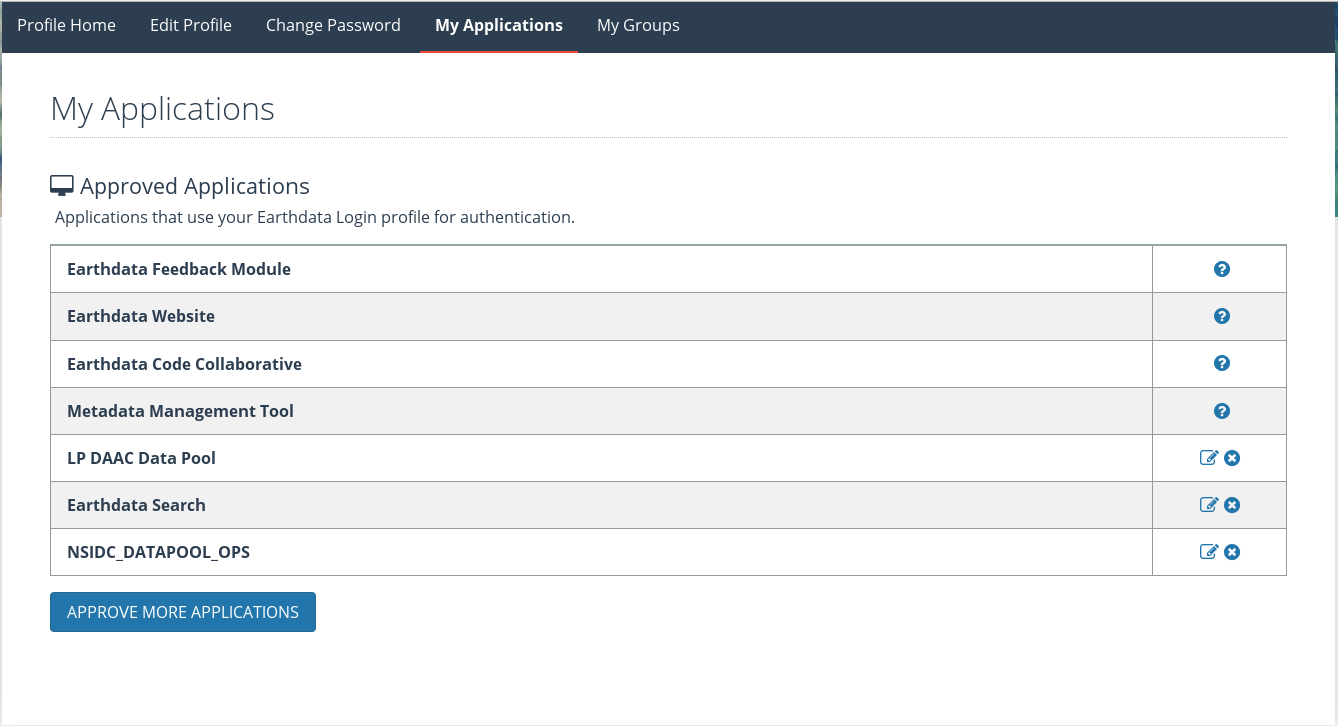 Profile Home Edit Profile Change Password My Applications My Groups
My Applications
Approved Applications
Applications that use your Earthdata Login profile for authentication.
Earthdata Feedback Module
Earthdata Website
Earthdata Code Collaborative
Metadata Management Tool
LP DAAC Data Pool
Earthdata Search
NSIDC_DATAPOOL_OPS
APPROVE MORE APPLICATIONS